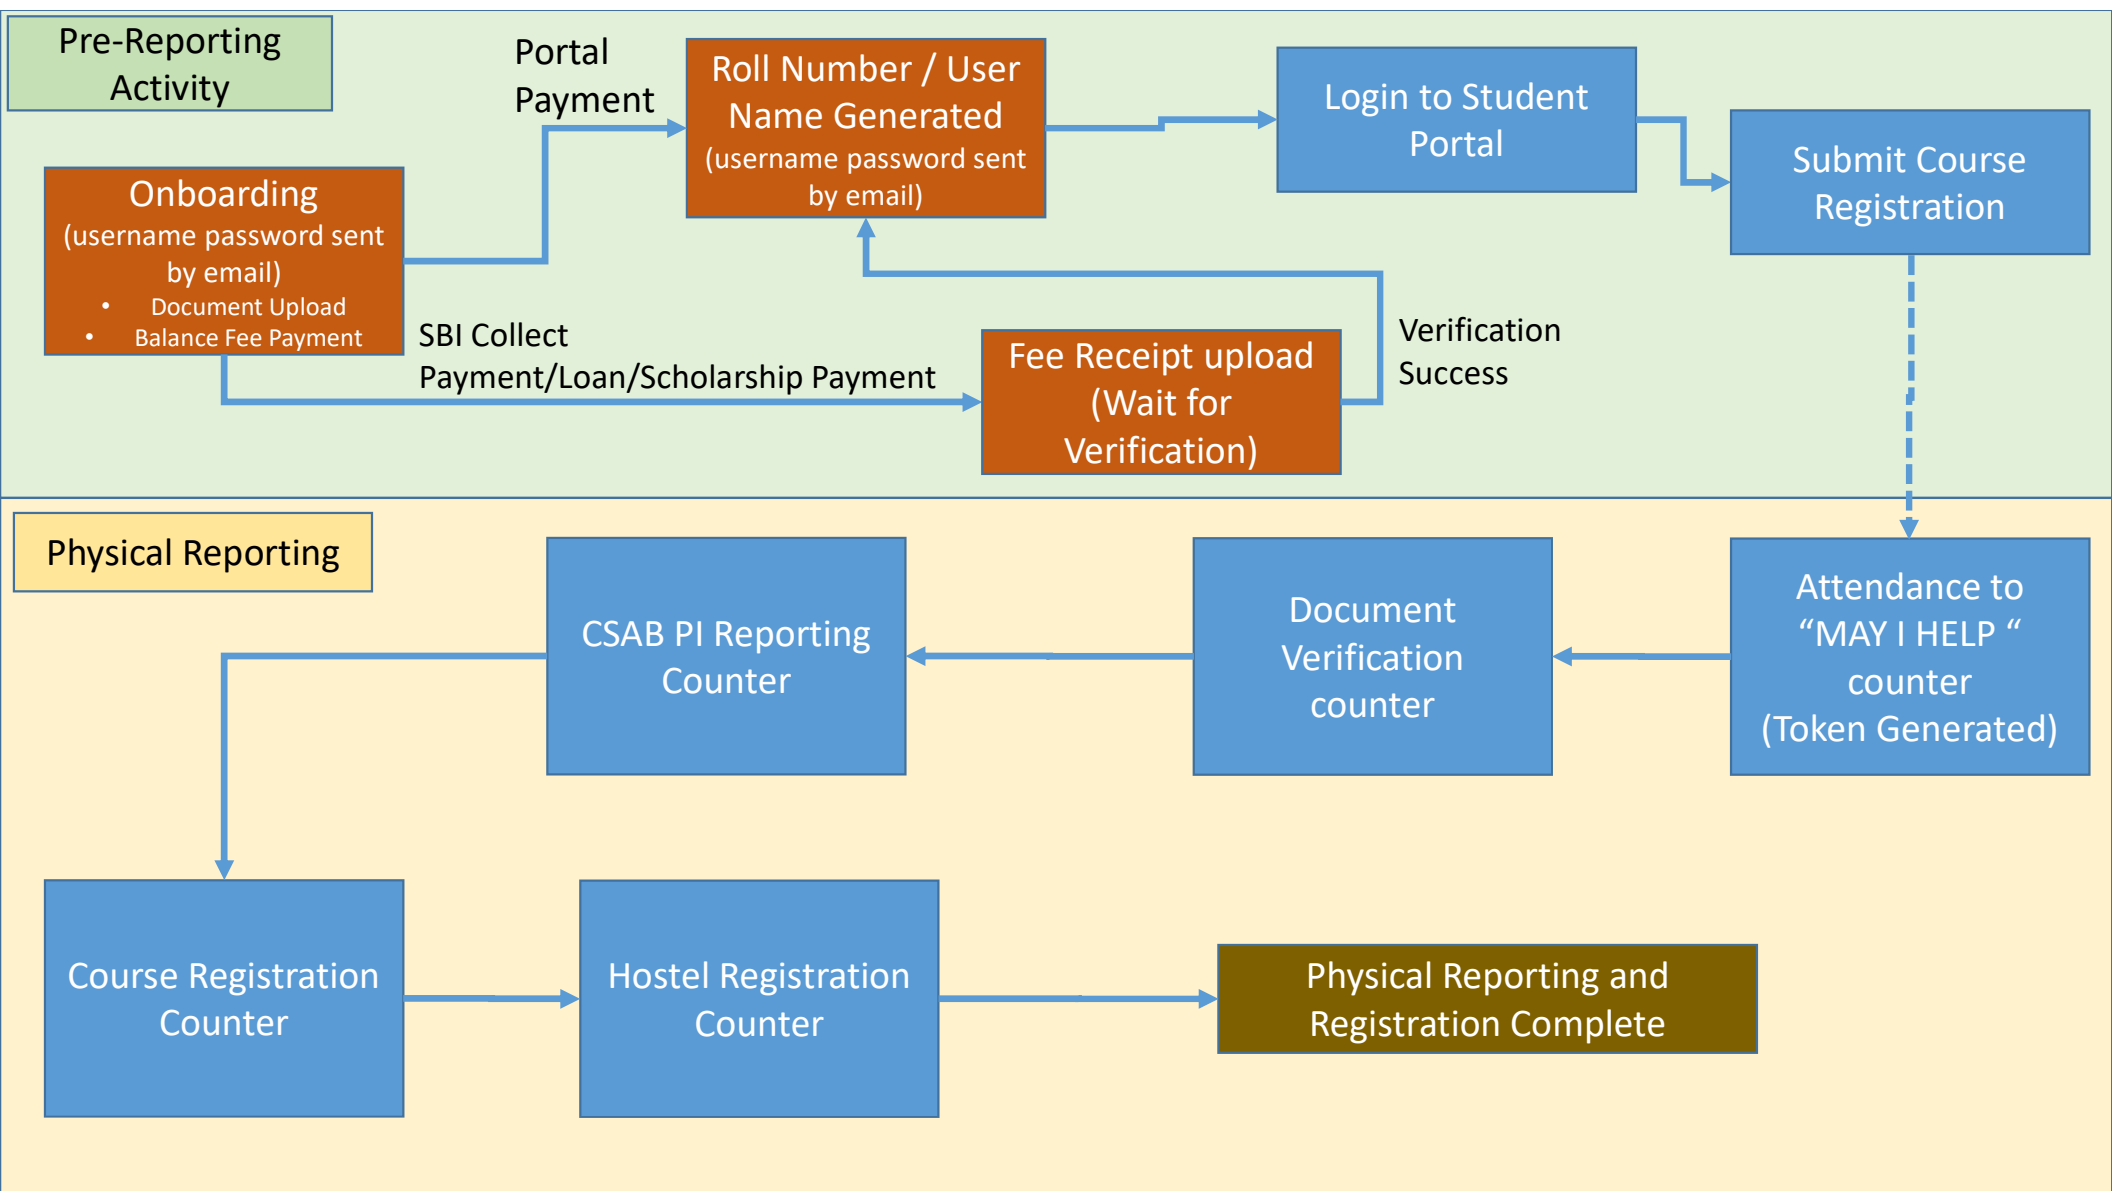 Pre-Reporting
Activity
Portal
Payment
Roll Number / User
Name Generated
(username password sent
by email)
Login to Student
Portal
Submit Course
Registration
Onboarding
(username password sent
by email)
• Document Upload
• Balance Fee Payment
SBI Collect
Payment/Loan/Scholarship Payment
Fee Receipt upload
(Wait for
Verification)
Verification
Success
Physical Reporting
Attendance to
“MAY I HELP “
counter
(Token Generated)
Document
Verification
counter
CSAB PI Reporting
Counter
Course Registration
Counter
Hostel Registration
Counter
Physical Reporting and
Registration Complete